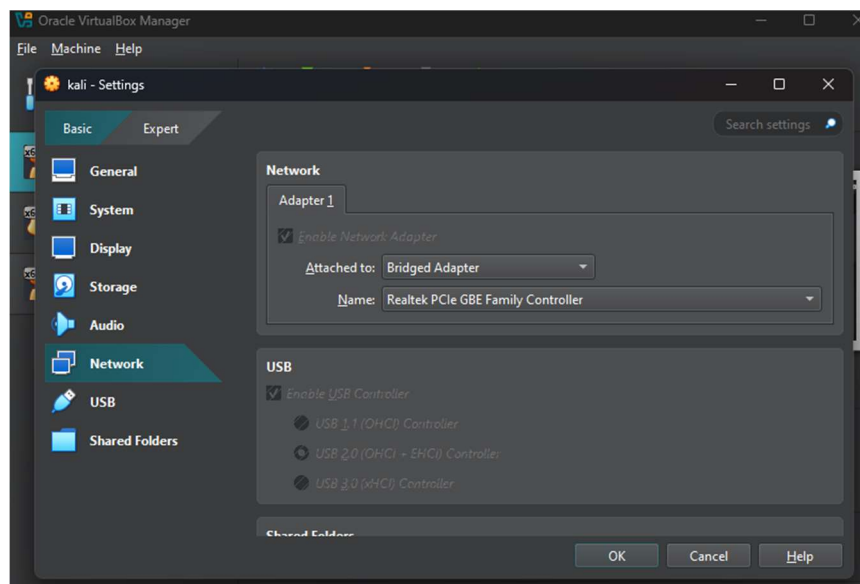 Oracle VirtualBox Manager
File Machine Help
kali - Settings
Basic Expert Search settings
General
System
Display
Storage
Audio
Network
USB
Shared Folders
Network
Adapter 1
Enable Network Adapter
Attached to: Bridged Adapter
Name: Realtek PCIe GBE Family Controller
USB
Enable USB Controller
USB 1.1 (OHCI) Controller
USB 2.0 (OHCI + EHCI) Controller
USB 3.0 (xHCI) Controller
Shared Folders
OK Cancel Help